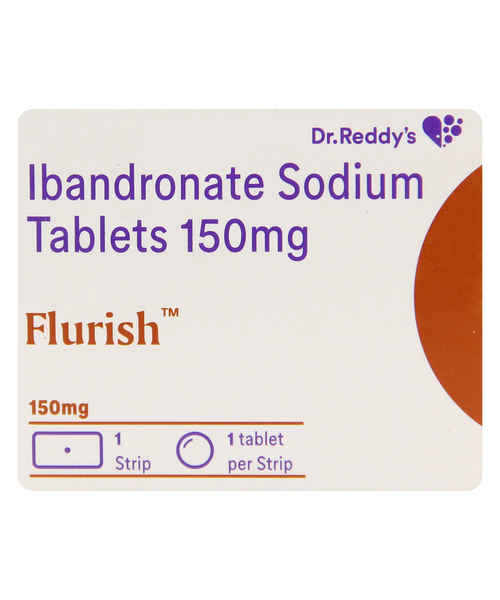 Dr.Reddy's
Ibandronate Sodium
Tablets 150mg
Flurish™
150mg
1
Strip
1 tablet
per Strip